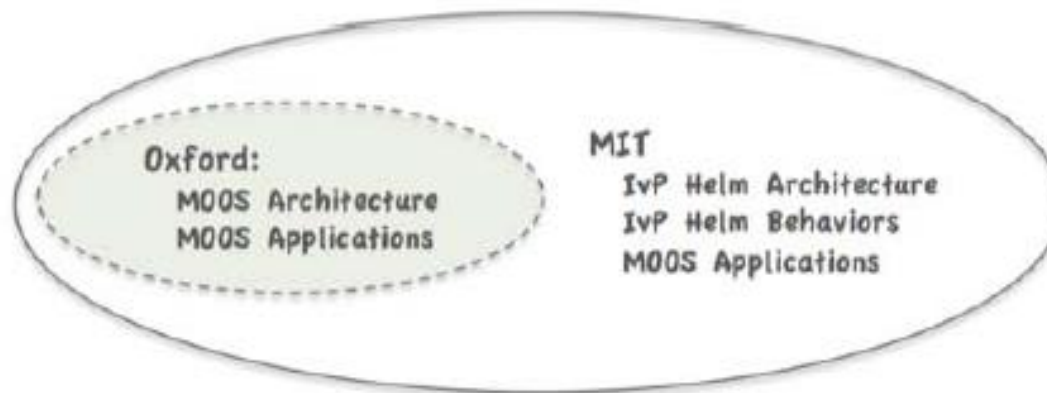 Oxford:
MOOS Architecture
MOOS Applications
MIT
IvP Helm Architecture
IvP Helm Behaviors
MOOS Applications